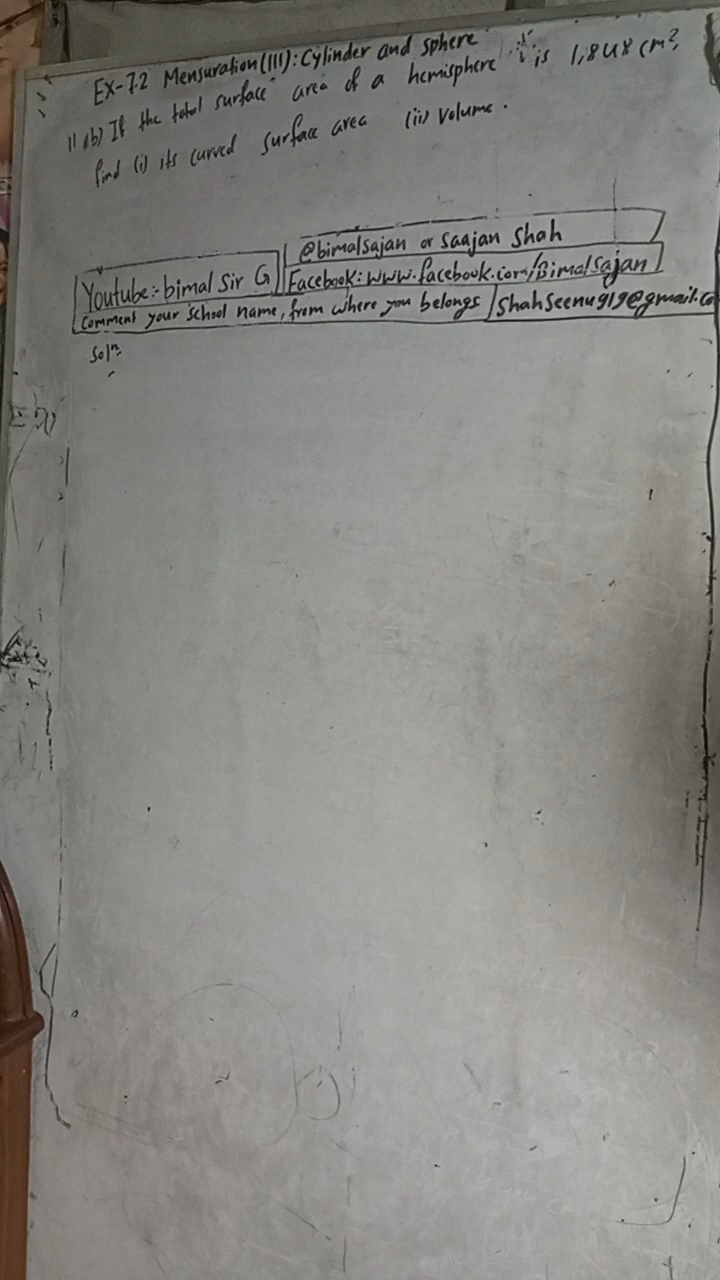 Ex-7.2 Mensuration(III): Cylinder and sphere
11.(b) If the total surface area of a hemisphere is 1,848 cm²,
find (i) its curved surface area (ii) volume.
@bimalsajan or Saajan Shah
Youtube:- bimal Sir G
Facebook: www.facebook.com/Bimalsajan
Comment your School name, from where you belongs
Shahseenu919@gmail.co
Solⁿ: